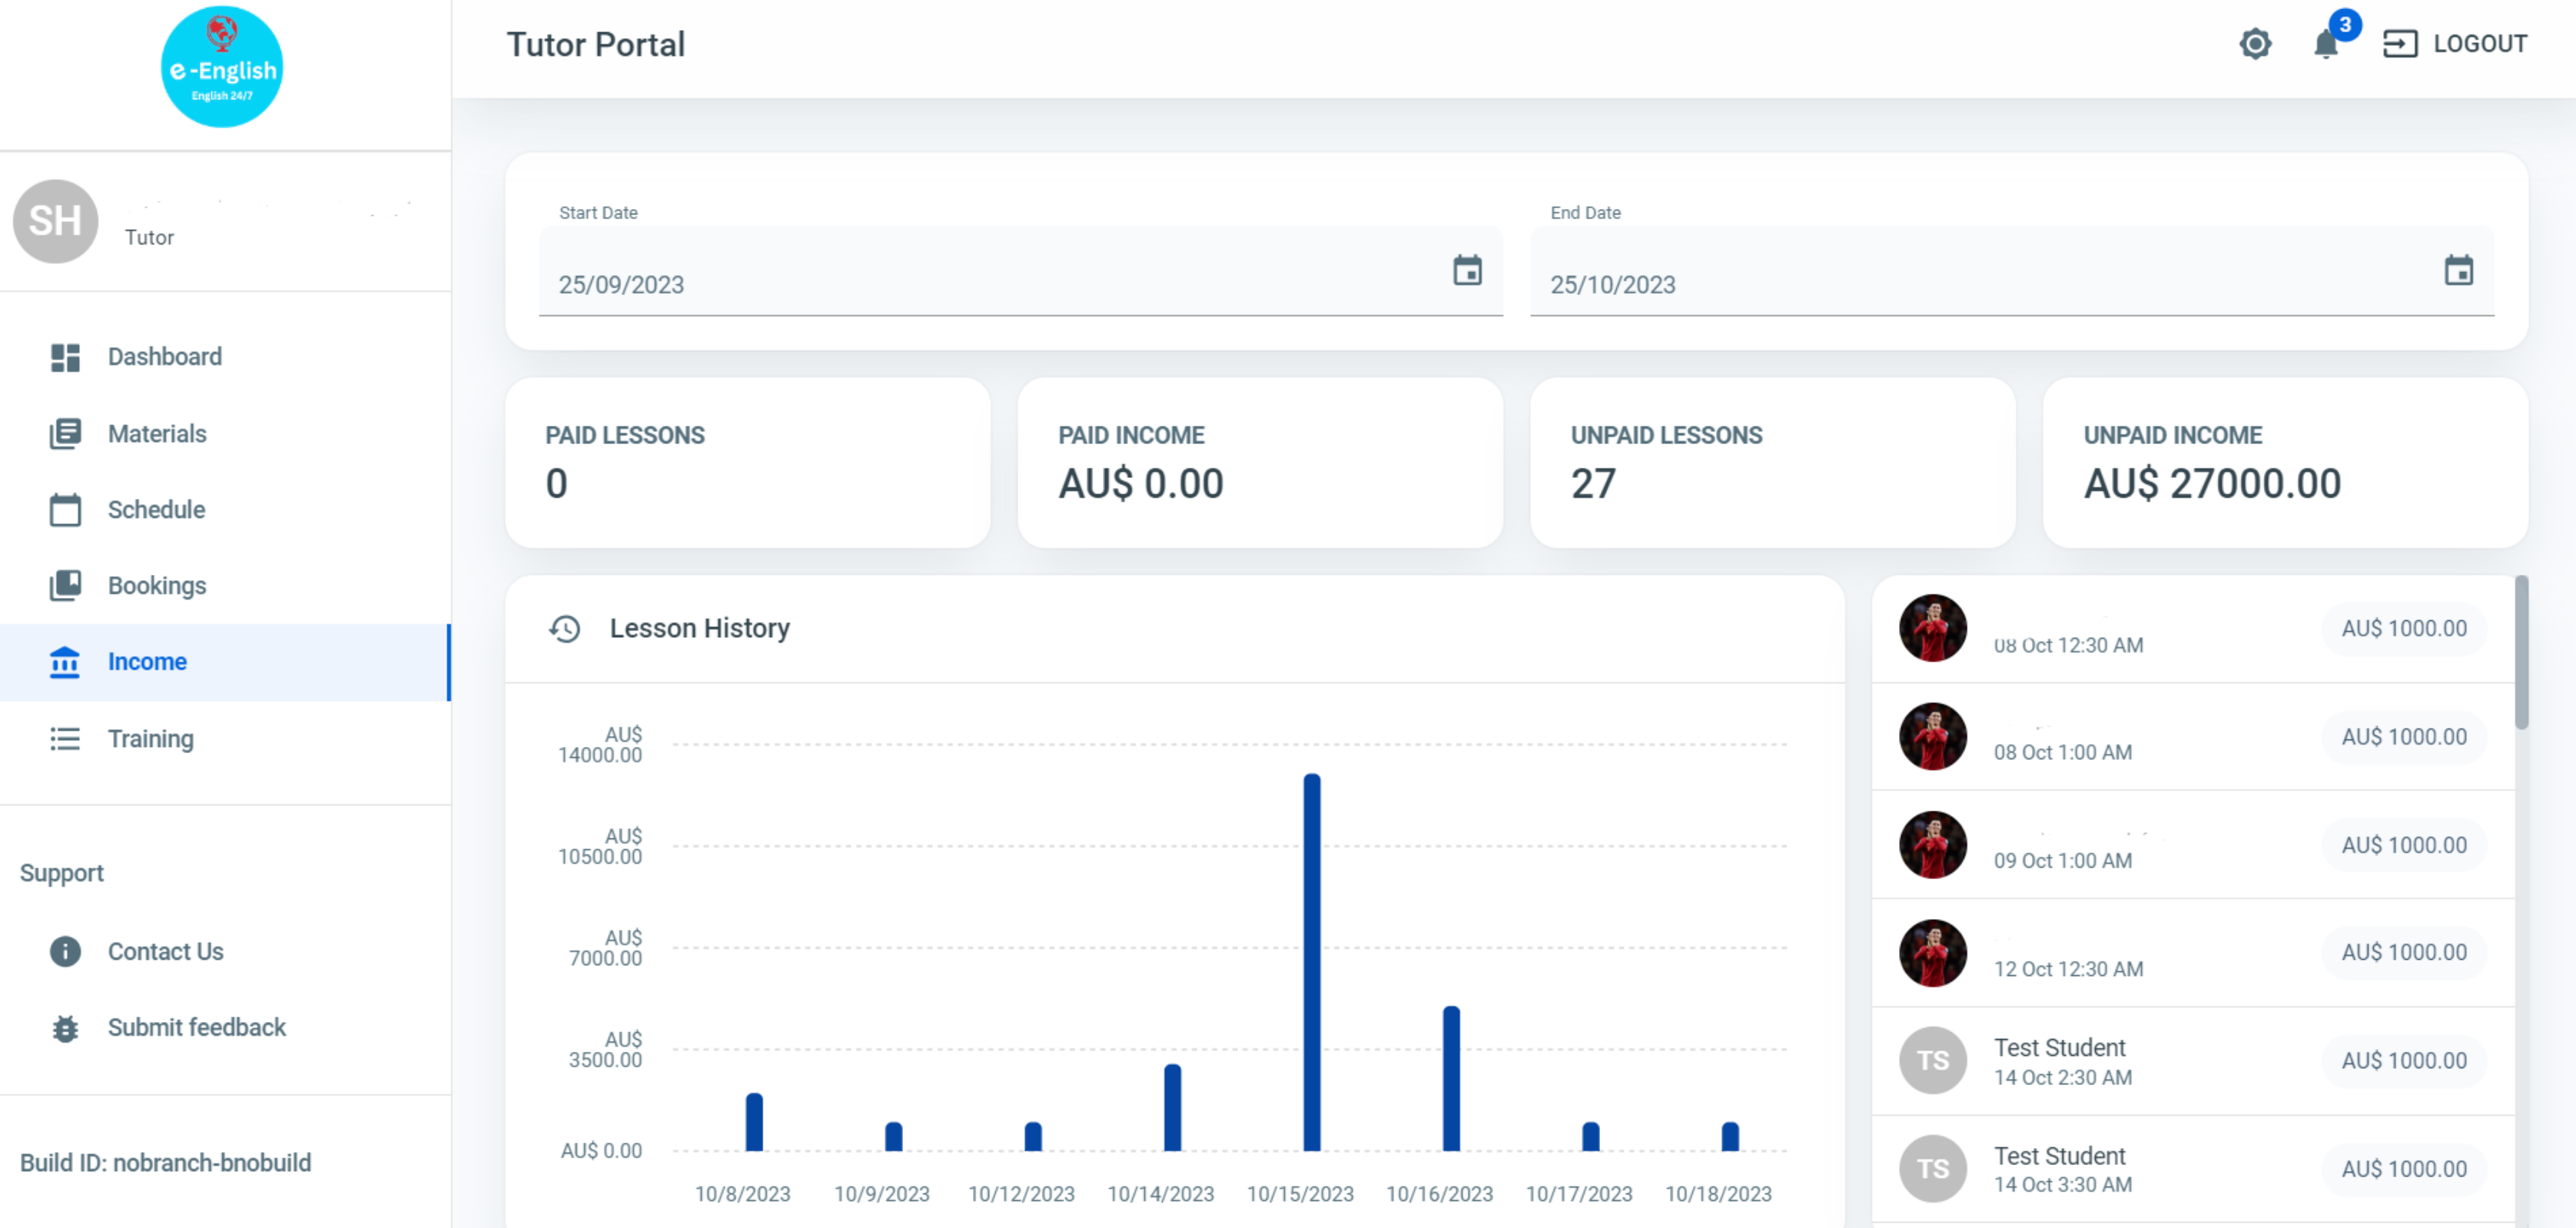 e-English
English 24/7
SH
Tutor
Dashboard
Materials
Schedule
Bookings
Income
Training
Support
Contact Us
Submit feedback
Build ID: nobranch-bnobuild
Tutor Portal
3
LOGOUT
Start Date
25/09/2023
End Date
25/10/2023
PAID LESSONS
0
PAID INCOME
AU$ 0.00
UNPAID LESSONS
27
UNPAID INCOME
AU$ 27000.00
Lesson History
AU$
14000.00
AU$
10500.00
AU$
7000.00
AU$
3500.00
AU$ 0.00
10/8/2023 10/9/2023 10/12/2023 10/14/2023 10/15/2023 10/16/2023 10/17/2023 10/18/2023
08 Oct 12:30 AM
AU$ 1000.00
08 Oct 1:00 AM
AU$ 1000.00
09 Oct 1:00 AM
AU$ 1000.00
12 Oct 12:30 AM
AU$ 1000.00
TS
Test Student
14 Oct 2:30 AM
AU$ 1000.00
TS
Test Student
14 Oct 3:30 AM
AU$ 1000.00